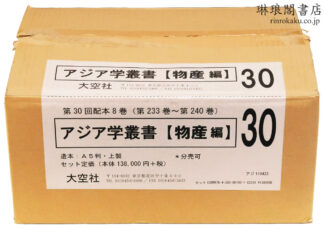 琳琅閣書店
rinrokaku.co.jp
アジア学叢書【物産編】 30
第30回配本8巻（第233巻～第240巻）
アジア学叢書【物産編】 30
造本：A5判・上製 *分売可
セット定価（本体138,000円＋税）
大空社